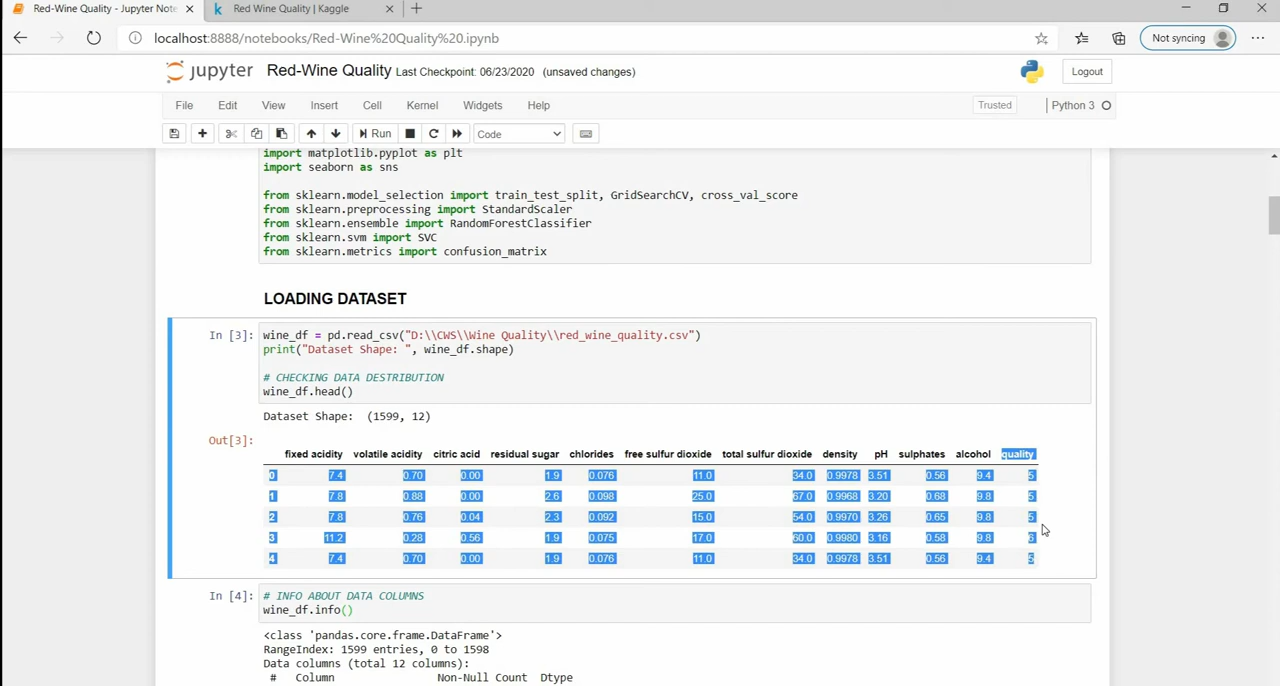 Red-Wine Quality - Jupyter Note
Red Wine Quality | Kaggle
localhost:8888/notebooks/Red-Wine%20Quality%20.ipynb
Not syncing
jupyter Red-Wine Quality Last Checkpoint: 06/23/2020 (unsaved changes)
Logout
File Edit View Insert Cell Kernel Widgets Help
Trusted
Python 3
Run
Code
import matplotlib.pyplot as plt
import seaborn as sns
from sklearn.model_selection import train_test_split, GridSearchCV, cross_val_score
from sklearn.preprocessing import StandardScaler
from sklearn.ensemble import RandomForestClassifier
from sklearn.svm import SVC
from sklearn.metrics import confusion_matrix
LOADING DATASET
In [3]: wine_df = pd.read_csv("D:\\CWS\\Wine Quality\\red_wine_quality.csv")
print("Dataset Shape: ", wine_df.shape)
# CHECKING DATA DESTRIBUTION
wine_df.head()
Dataset Shape: (1599, 12)
Out[3]:
fixed acidity volatile acidity citric acid residual sugar chlorides free sulfur dioxide total sulfur dioxide density pH sulphates alcohol quality
0 7.4 0.70 0.00 1.9 0.076 11.0 34.0 0.9978 3.51 0.56 9.4 5
1 7.8 0.88 0.00 2.6 0.098 25.0 67.0 0.9968 3.20 0.68 9.8 5
2 7.8 0.76 0.04 2.3 0.092 15.0 54.0 0.9970 3.26 0.65 9.8 5
3 11.2 0.28 0.56 1.9 0.075 17.0 60.0 0.9980 3.16 0.58 9.8 6
4 7.4 0.70 0.00 1.9 0.076 11.0 34.0 0.9978 3.51 0.56 9.4 5
In [4]: # INFO ABOUT DATA COLUMNS
wine_df.info()
<class 'pandas.core.frame.DataFrame'>
RangeIndex: 1599 entries, 0 to 1598
Data columns (total 12 columns):
# Column Non-Null Count Dtype